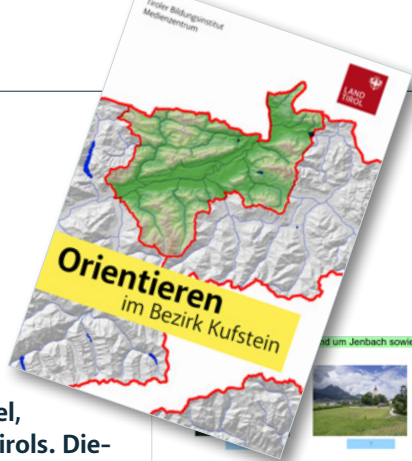 Tiroler Bildungsinstitut
Medienzentrum
LAND
TIROL
Orientieren
im Bezirk Kufstein
nd um Jenbach sowie
el,
irols. Die-